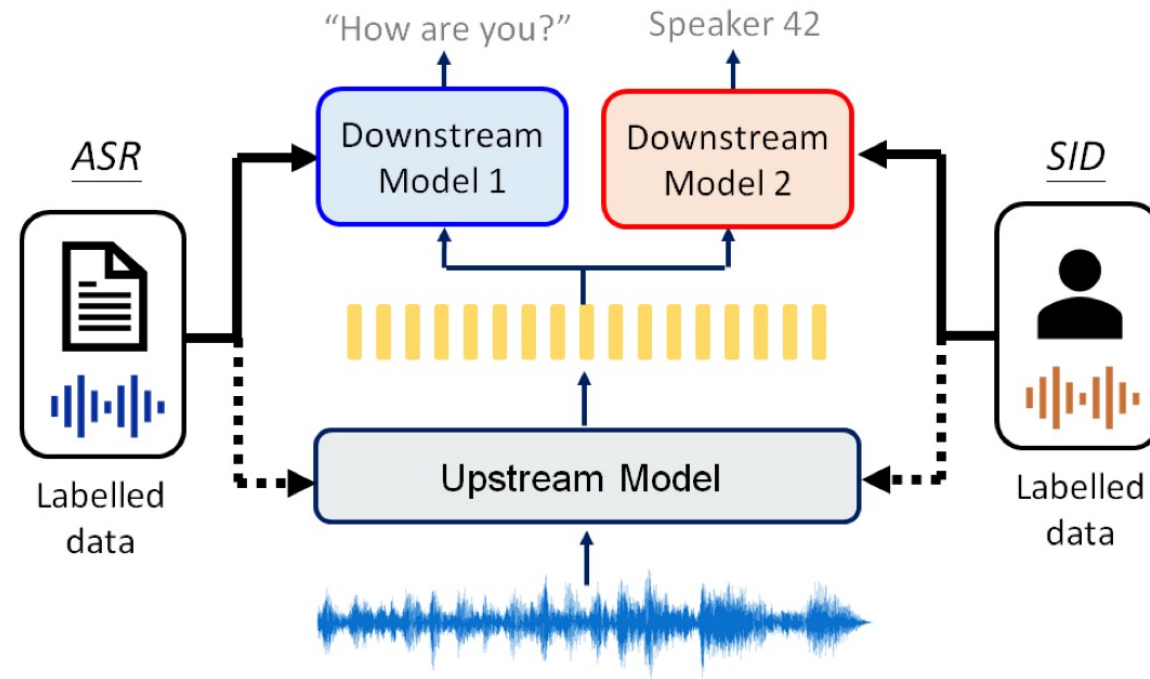 “How are you?”
Speaker 42
ASR
Downstream
Model 1
Downstream
Model 2
SID
Labelled
data
Upstream Model
Labelled
data